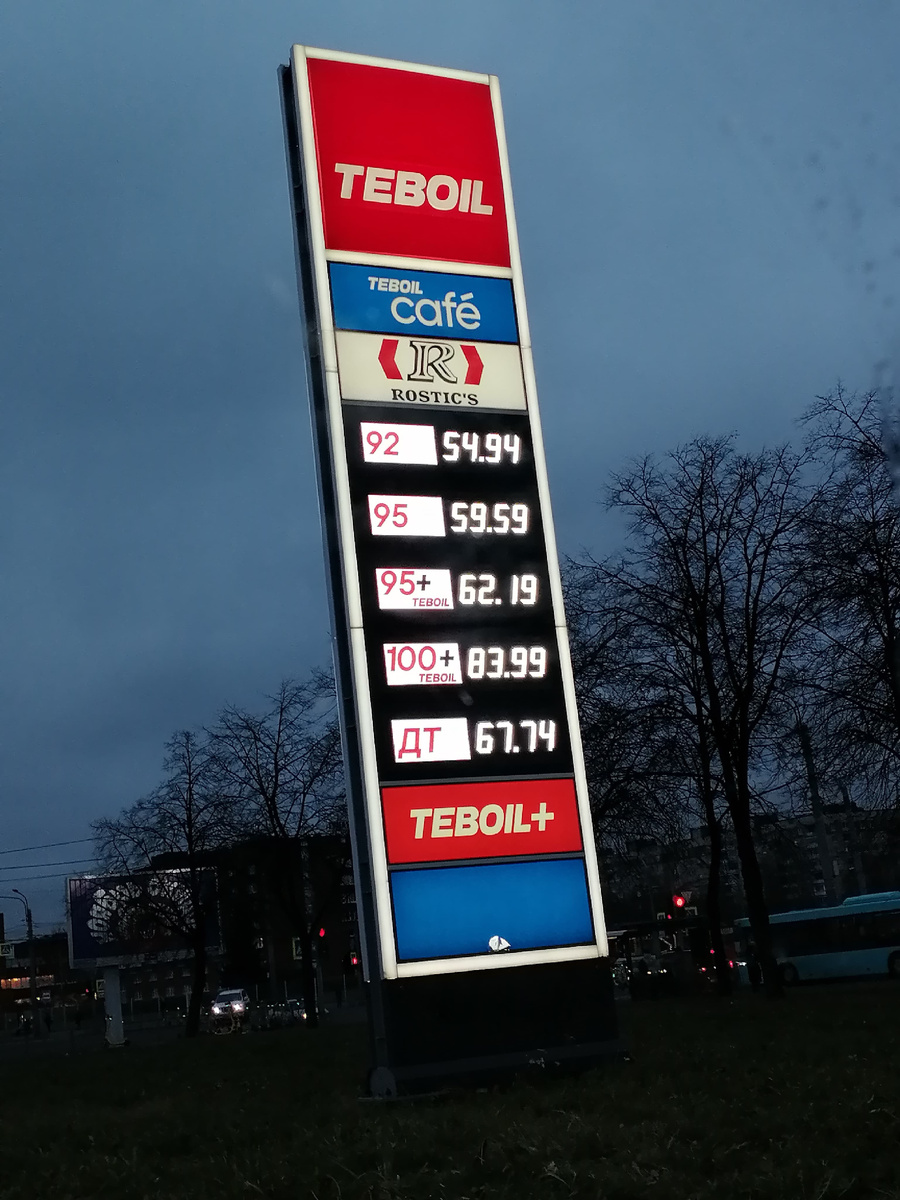 TEBOIL
TEBOIL
café
R
ROSTIC'S
92 54.94
95 59.59
95+ TEBOIL 62.19
100+ TEBOIL 83.99
ДТ 67.74
TEBOIL+